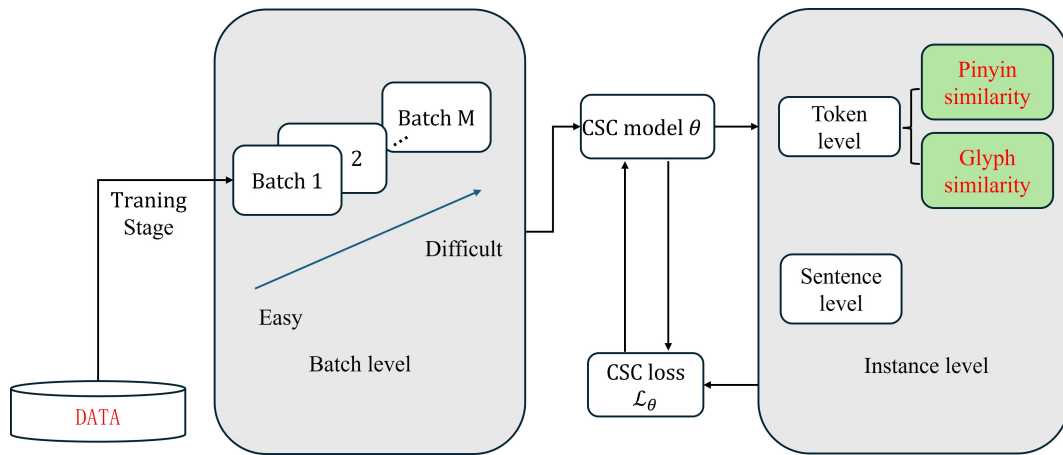 DATA
Traning
Stage
Batch 1
2
...
Batch M
Easy
Difficult
Batch level
CSC model θ
CSC loss
ℒθ
Token
level
Pinyin
similarity
Glyph
similarity
Sentence
level
Instance level